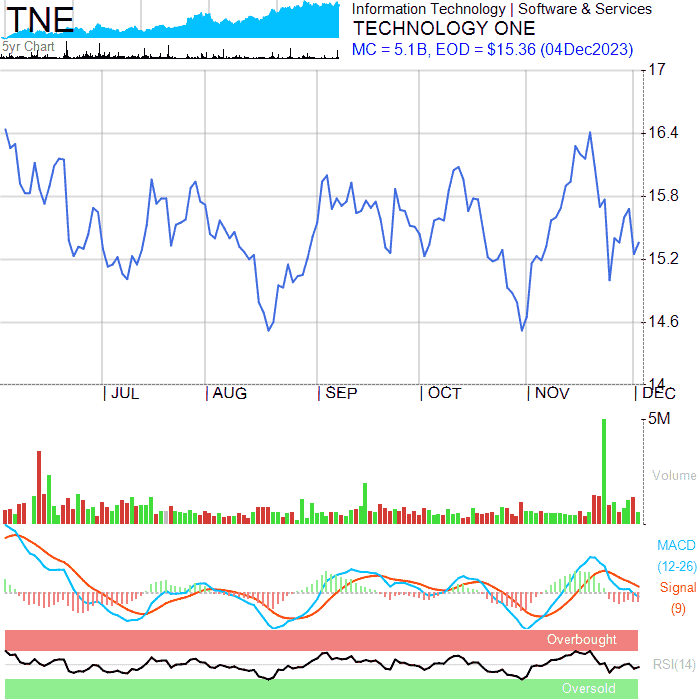 TNE
5yr Chart
Information Technology | Software & Services
TECHNOLOGY ONE
MC = 5.1B, EOD = $15.36 (04Dec2023)
17
16.4
15.8
15.2
14.6
14
JUL AUG SEP OCT NOV DEC
5M
Volume
MACD
(12-26)
Signal
(9)
Overbought
RSI(14)
Oversold